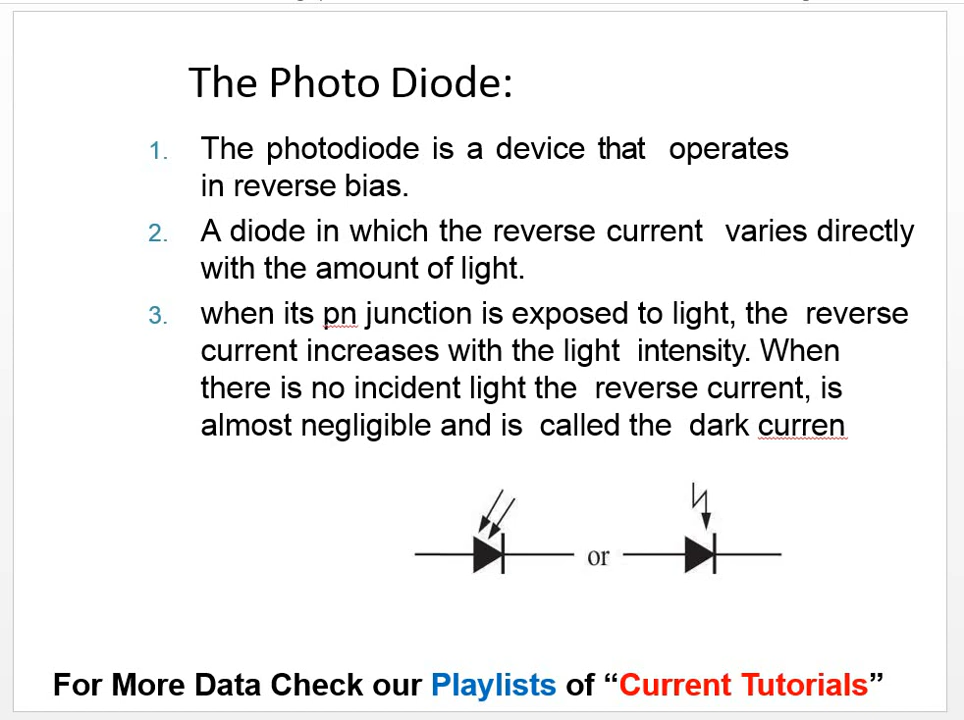 The Photo Diode:
1. The photodiode is a device that operates
in reverse bias.
2. A diode in which the reverse current varies directly
with the amount of light.
3. when its pn junction is exposed to light, the reverse
current increases with the light intensity. When
there is no incident light the reverse current, is
almost negligible and is called the dark curren
or
For More Data Check our Playlists of “Current Tutorials”